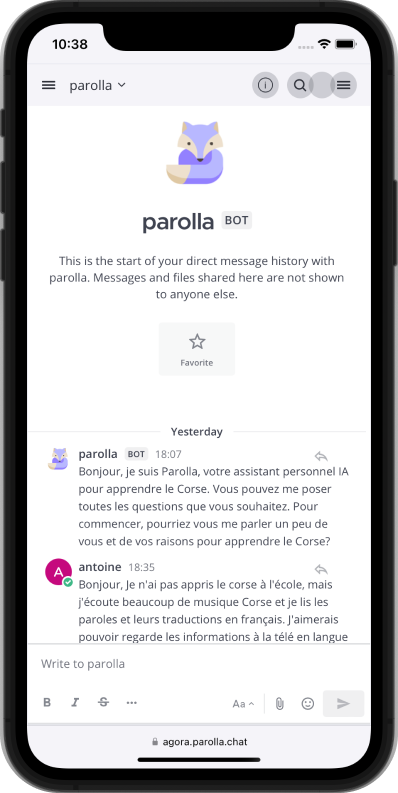 10:38
parolla
parolla BOT
This is the start of your direct message history with
parolla. Messages and files shared here are not shown
to anyone else.
Favorite
Yesterday
parolla BOT 18:07
Bonjour, je suis Parolla, votre assistant personnel IA
pour apprendre le Corse. Vous pouvez me poser
toutes les questions que vous souhaitez. Pour
commencer, pourriez vous me parler un peu de
vous et de vos raisons pour apprendre le Corse?
A
antoine 18:35
Bonjour, Je n'ai pas appris le corse à l'école, mais
j'écoute beaucoup de musique Corse et je lis les
paroles et leurs traductions en français. J'aimerais
pouvoir regarde les informations à la télé en langue
Write to parolla
B I S Aa
agora.parolla.chat